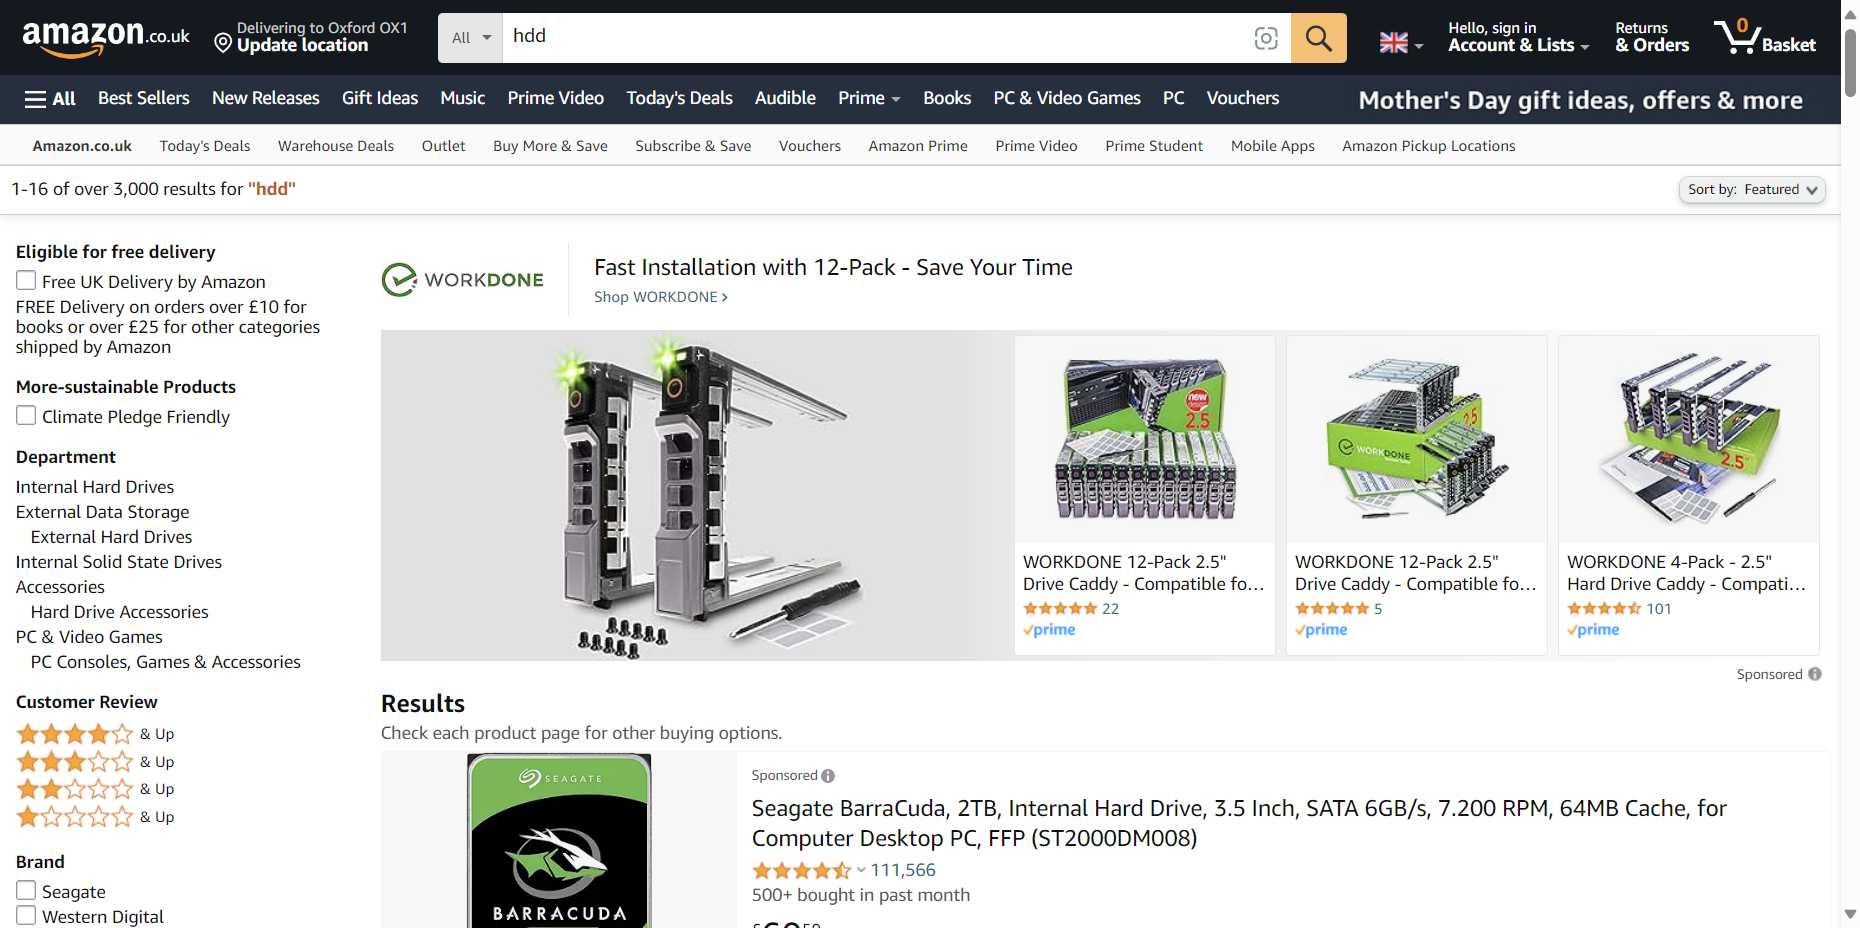 amazon.co.uk
Delivering to Oxford OX1
Update location
All
hdd
Hello, sign in
Account & Lists
Returns
& Orders
0
Basket
All
Best Sellers
New Releases
Gift Ideas
Music
Prime Video
Today's Deals
Audible
Prime
Books
PC & Video Games
PC
Vouchers
Mother's Day gift ideas, offers & more
Amazon.co.uk
Today's Deals
Warehouse Deals
Outlet
Buy More & Save
Subscribe & Save
Vouchers
Amazon Prime
Prime Video
Prime Student
Mobile Apps
Amazon Pickup Locations
1-16 of over 3,000 results for "hdd"
Sort by: Featured
Eligible for free delivery
Free UK Delivery by Amazon
FREE Delivery on orders over £10 for
books or over £25 for other categories
shipped by Amazon
More-sustainable Products
Climate Pledge Friendly
Department
Internal Hard Drives
External Data Storage
External Hard Drives
Internal Solid State Drives
Accessories
Hard Drive Accessories
PC & Video Games
PC Consoles, Games & Accessories
Customer Review
& Up
& Up
& Up
& Up
Brand
Seagate
Western Digital
WORKDONE
Fast Installation with 12-Pack - Save Your Time
Shop WORKDONE ›
new
2.5
WORKDONE 12-Pack 2.5"
Drive Caddy - Compatible fo...
22
prime
2.5
WORKDONE
WORKDONE 12-Pack 2.5"
Drive Caddy - Compatible fo...
5
prime
2.5"
WORKDONE 4-Pack - 2.5"
Hard Drive Caddy - Compati...
101
prime
Sponsored
Results
Check each product page for other buying options.
SEAGATE
BARRACUDA
Sponsored
Seagate BarraCuda, 2TB, Internal Hard Drive, 3.5 Inch, SATA 6GB/s, 7.200 RPM, 64MB Cache, for
Computer Desktop PC, FFP (ST2000DM008)
111,566
500+ bought in past month